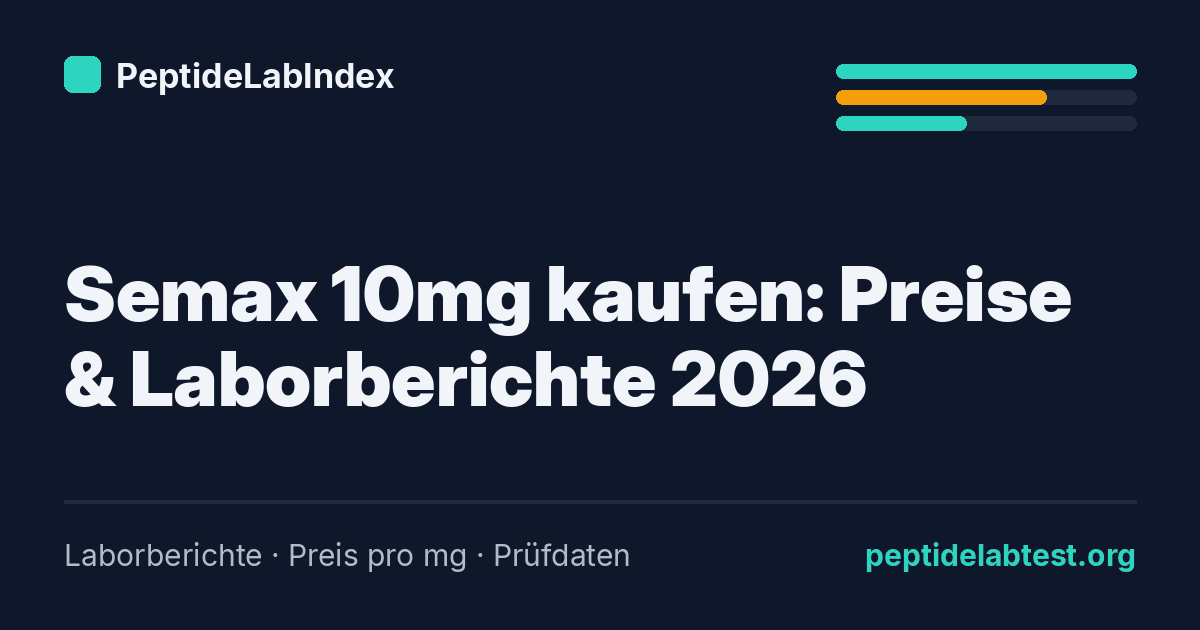 PeptideLabIndex
Semax 10mg kaufen: Preise
& Laborberichte 2026
Laborberichte · Preis pro mg · Prüfdaten
peptidelabtest.org